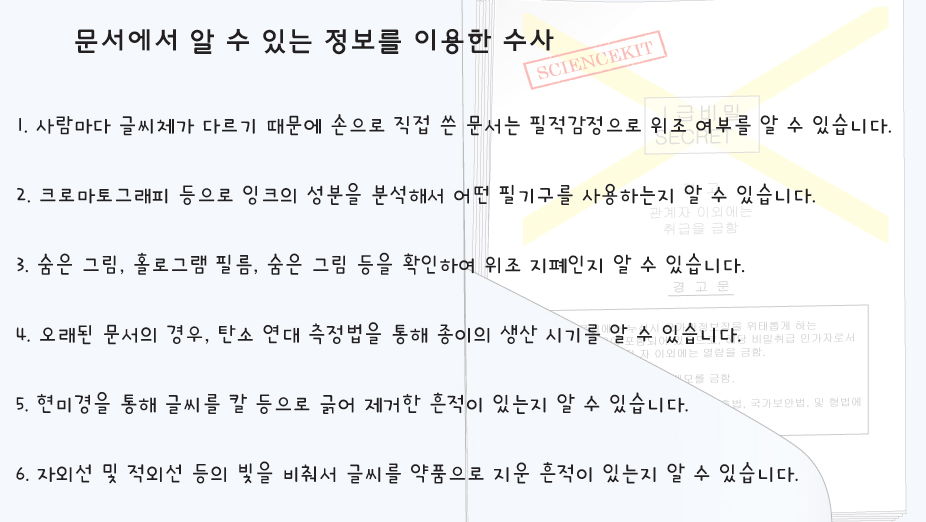 문서에서 알 수 있는 정보를 이용한 수사
SCIENCEKIT
1. 사람마다 글씨체가 다르기 때문에 손으로 직접 쓴 문서는 필적감정으로 위조 여부를 알 수 있습니다.
I급비밀
SECRET
2. 크로마토그래피 등으로 잉크의 성분을 분석해서 어떤 필기구를 사용하는지 알 수 있습니다.
관계자 이외에는
취급을 금함
3. 숨은 그림, 홀로그램 필름, 숨은 그림 등을 확인하여 위조 지폐인지 알 수 있습니다.
경 고 문
4. 오래된 문서의 경우, 탄소 연대 측정법을 통해 종이의 생산 시기를 알 수 있습니다.
위태롭게 하는
비밀취급 인가자로서
자 이외에는 열람을 금함.
금함.
5. 현미경을 통해 글씨를 칼 등으로 긁어 제거한 흔적이 있는지 알 수 있습니다.
국가보안법, 및 형법에
6. 자외선 및 적외선 등의 빛을 비춰서 글씨를 약품으로 지운 흔적이 있는지 알 수 있습니다.